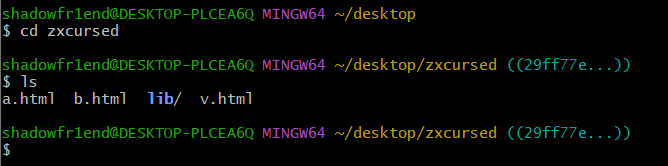 shadowfr1end@DESKTOP-PLCEA6Q MINGW64 ~/desktop
$ cd zxcursed
shadowfr1end@DESKTOP-PLCEA6Q MINGW64 ~/desktop/zxcursed ((29ff77e...))
$ ls
a.html  b.html  lib/  v.html
shadowfr1end@DESKTOP-PLCEA6Q MINGW64 ~/desktop/zxcursed ((29ff77e...))
$